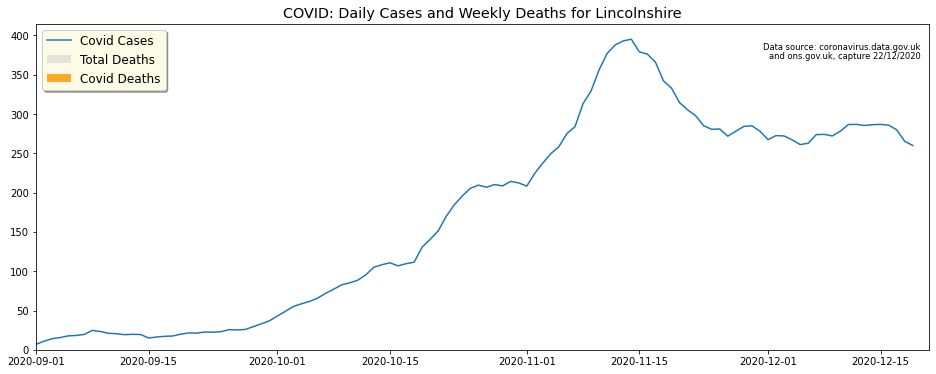 COVID: Daily Cases and Weekly Deaths for Lincolnshire
Covid Cases
Total Deaths
Covid Deaths
Data source: coronavirus.data.gov.uk
and ons.gov.uk, capture 22/12/2020
400
350
300
250
200
150
100
50
0
2020-09-01
2020-09-15
2020-10-01
2020-10-15
2020-11-01
2020-11-15
2020-12-01
2020-12-15